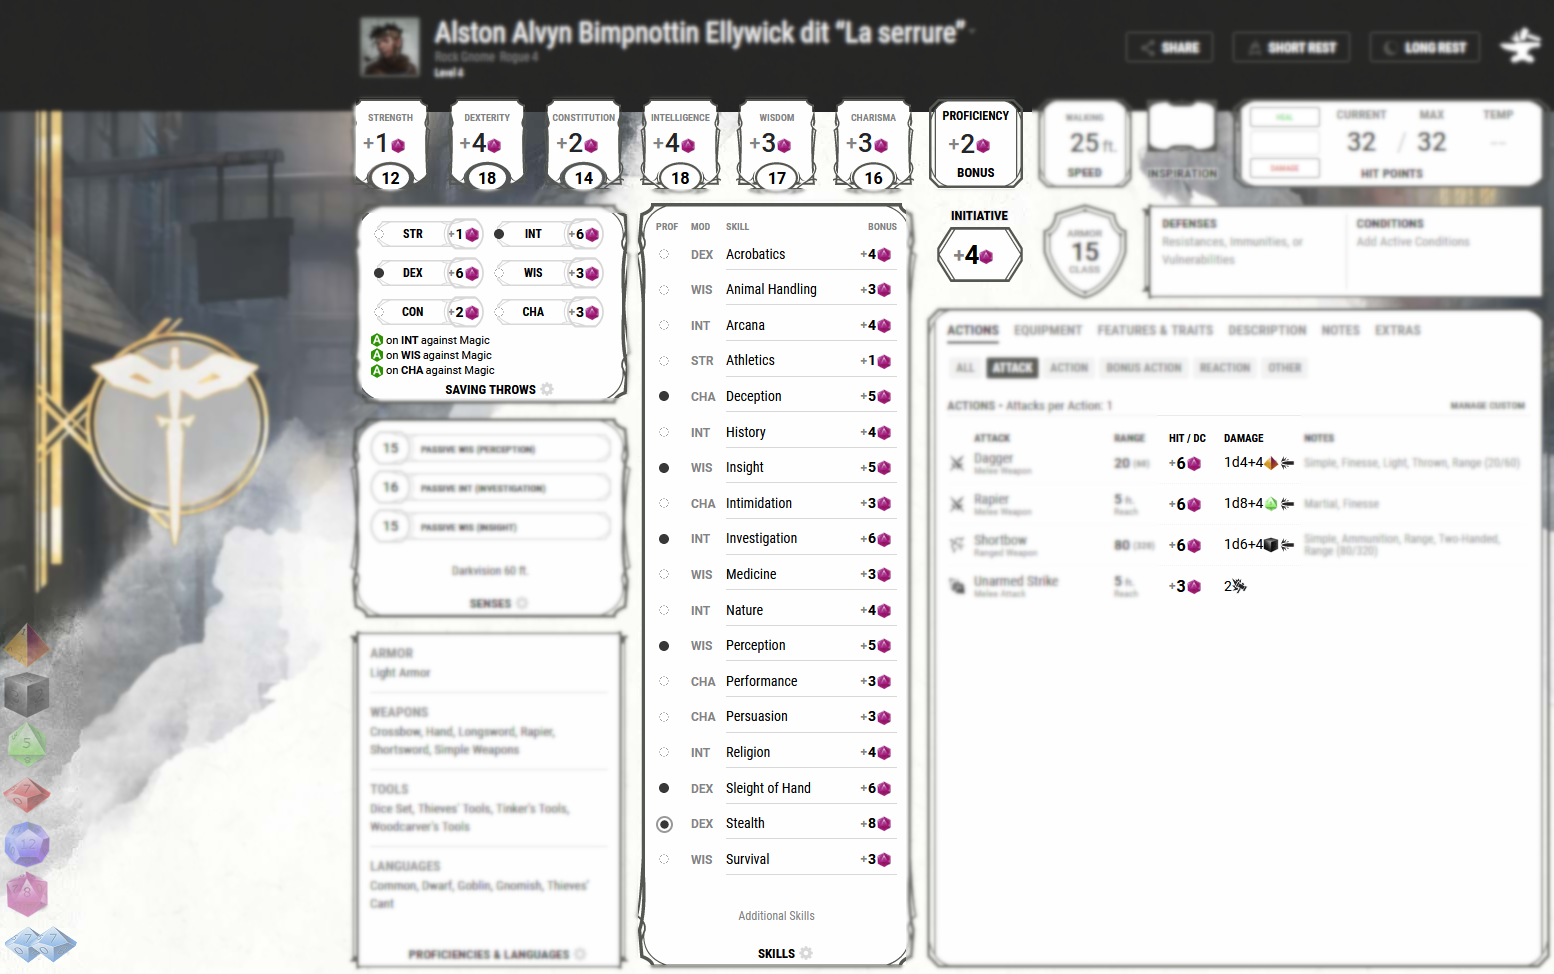 Alston Alvyn Bimpnottin Ellywick dit “La serrure”
Rock Gnome Rogue 4
Level 4
SHARE
SHORT REST
LONG REST
STRENGTH
+1
12
DEXTERITY
+4
18
CONSTITUTION
+2
14
INTELLIGENCE
+4
18
WISDOM
+3
17
CHARISMA
+3
16
PROFICIENCY
+2
BONUS
WALKING
25 ft.
SPEED
INSPIRATION
HEAL
DAMAGE
CURRENT MAX TEMP
32 / 32 --
HIT POINTS
STR +1 INT +6
DEX +6 WIS +3
CON +2 CHA +3
on INT against Magic
on WIS against Magic
on CHA against Magic
SAVING THROWS
15 PASSIVE WIS (PERCEPTION)
16 PASSIVE INT (INVESTIGATION)
15 PASSIVE WIS (INSIGHT)
Darkvision 60 ft.
SENSES
ARMOR
Light Armor
WEAPONS
Crossbow, Hand, Longsword, Rapier,
Shortsword, Simple Weapons
TOOLS
Dice Set, Thieves' Tools, Tinker's Tools,
Woodcarver's Tools
LANGUAGES
Common, Dwarf, Goblin, Gnomish, Thieves'
Cant
PROFICIENCIES & LANGUAGES
PROF MOD SKILL BONUS
DEX Acrobatics +4
WIS Animal Handling +3
INT Arcana +4
STR Athletics +1
CHA Deception +5
INT History +4
WIS Insight +5
CHA Intimidation +3
INT Investigation +6
WIS Medicine +3
INT Nature +4
WIS Perception +5
CHA Performance +3
CHA Persuasion +3
INT Religion +4
DEX Sleight of Hand +6
DEX Stealth +8
WIS Survival +3
Additional Skills
SKILLS
INITIATIVE
+4
ARMOR
15
CLASS
DEFENSES
Resistances, Immunities, or
Vulnerabilities
CONDITIONS
Add Active Conditions
ACTIONS EQUIPMENT FEATURES & TRAITS DESCRIPTION NOTES EXTRAS
ALL ATTACK ACTION BONUS ACTION REACTION OTHER
ACTIONS • Attacks per Action: 1
MANAGE CUSTOM
ATTACK RANGE HIT / DC DAMAGE NOTES
Dagger 20 (60) +6 1d4+4 Simple, Finesse, Light, Thrown, Range (20/60)
Melee Weapon
Rapier 5 ft. +6 1d8+4 Martial, Finesse
Melee Weapon Reach
Shortbow 80 (320) +6 1d6+4 Simple, Ammunition, Range, Two-Handed,
Ranged Weapon Range (80/320)
Unarmed Strike 5 ft. +3 2
Melee Attack Reach